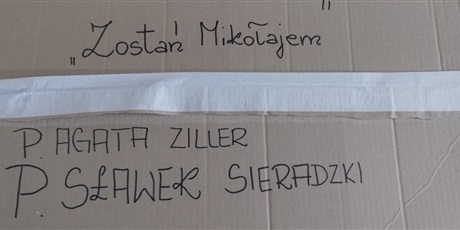 „Zostań Mikołajem"
P. AGATA ZILLER
P. SŁAWEK SIERADZKI